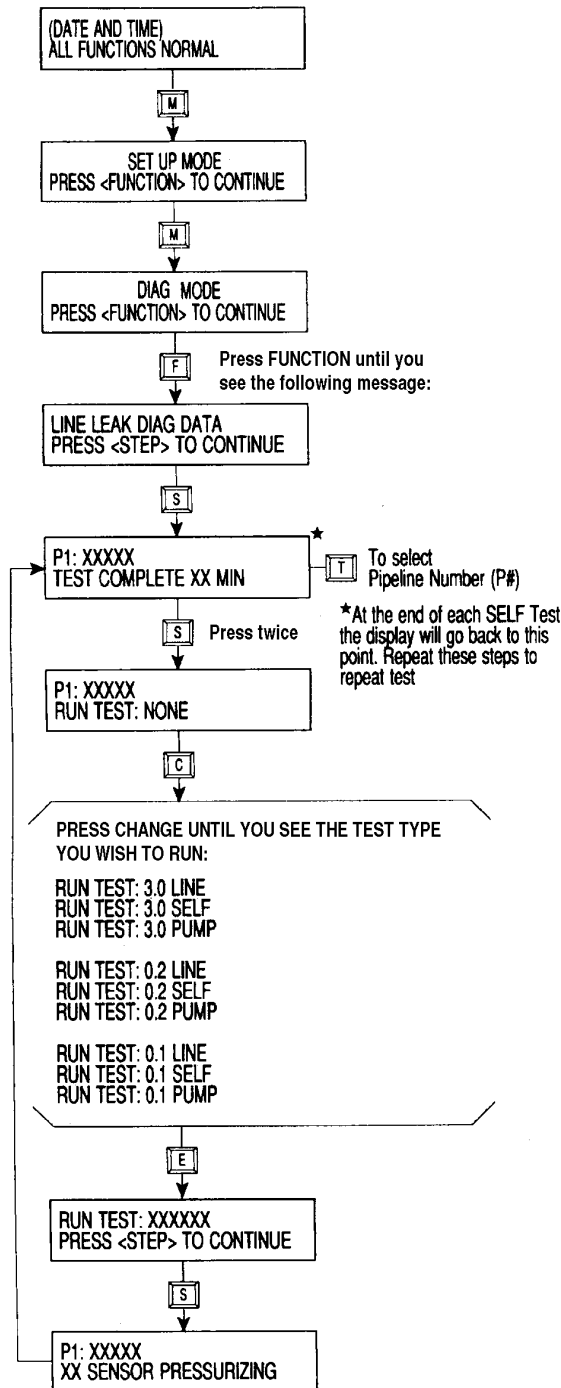 (DATE AND TIME)
ALL FUNCTIONS NORMAL
M
SET UP MODE
PRESS <FUNCTION> TO CONTINUE
M
DIAG MODE
PRESS <FUNCTION> TO CONTINUE
F
Press FUNCTION until you
see the following message:
LINE LEAK DIAG DATA
PRESS <STEP> TO CONTINUE
S
P1: XXXXX
TEST COMPLETE XX MIN
★
T
To select
Pipeline Number (P#)
★At the end of each SELF Test
the display will go back to this
point. Repeat these steps to
repeat test
S
Press twice
P1: XXXXX
RUN TEST: NONE
C
PRESS CHANGE UNTIL YOU SEE THE TEST TYPE
YOU WISH TO RUN:
RUN TEST: 3.0 LINE
RUN TEST: 3.0 SELF
RUN TEST: 3.0 PUMP
RUN TEST: 0.2 LINE
RUN TEST: 0.2 SELF
RUN TEST: 0.2 PUMP
RUN TEST: 0.1 LINE
RUN TEST: 0.1 SELF
RUN TEST: 0.1 PUMP
E
RUN TEST: XXXXXX
PRESS <STEP> TO CONTINUE
S
P1: XXXXX
XX SENSOR PRESSURIZING